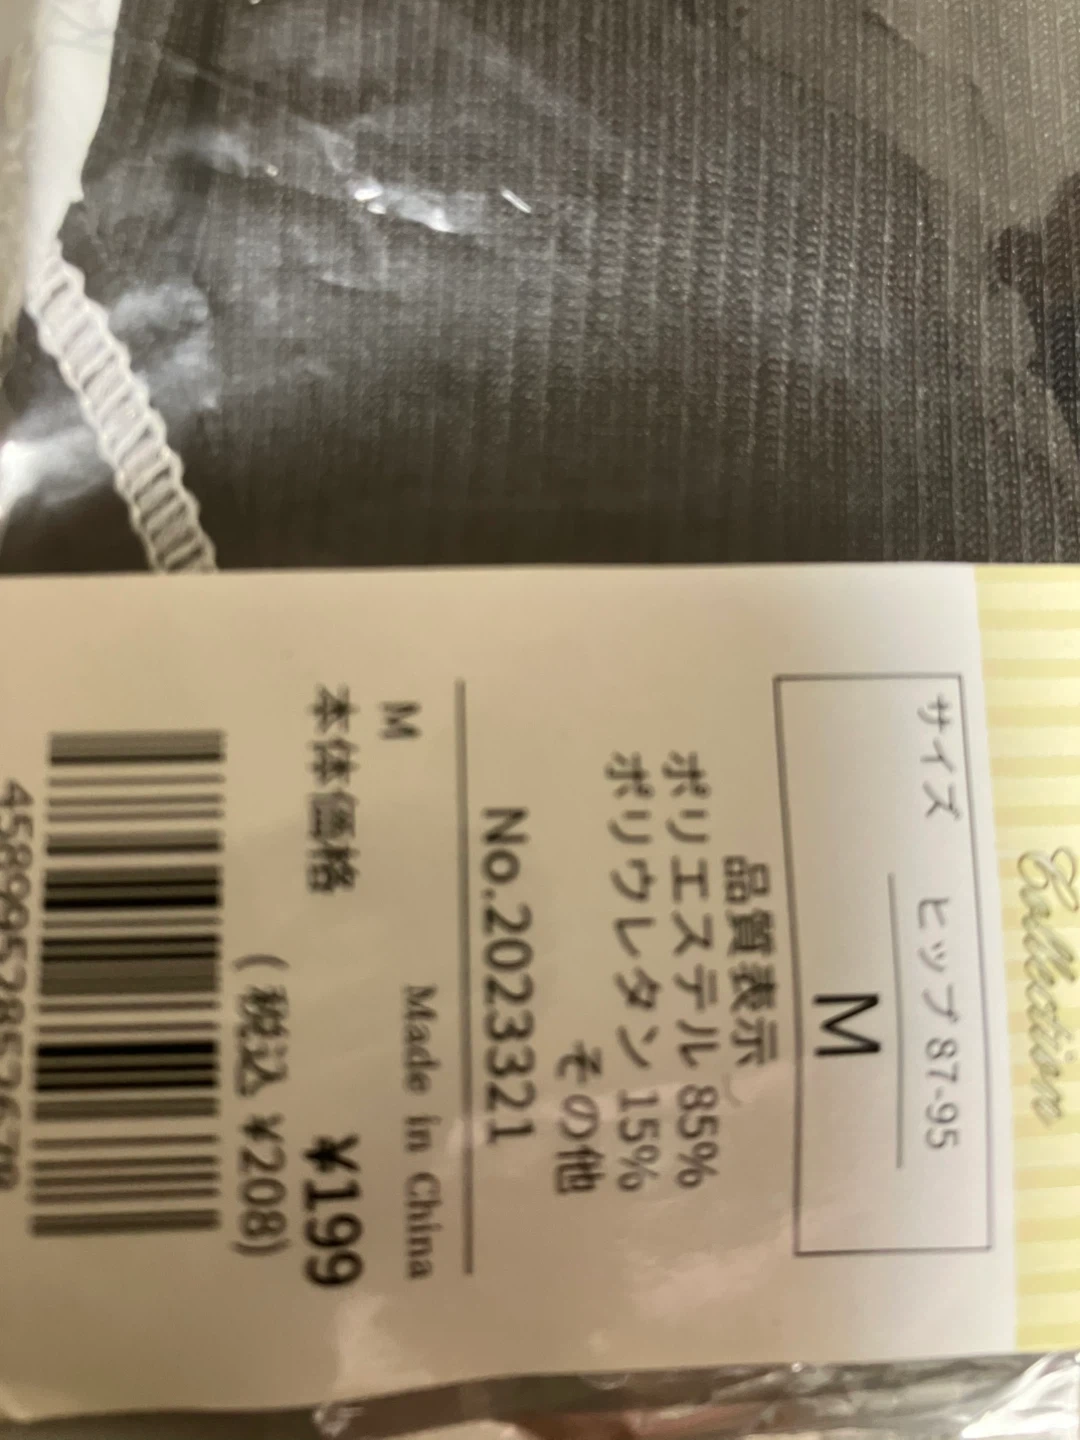 Collection
サイズ ヒップ 87-95
M
品質表示
ポリエステル 85%
ポリウレタン 15%
その他
No.2023321
M Made in China
本体価格 ¥199
(税込 ¥208)